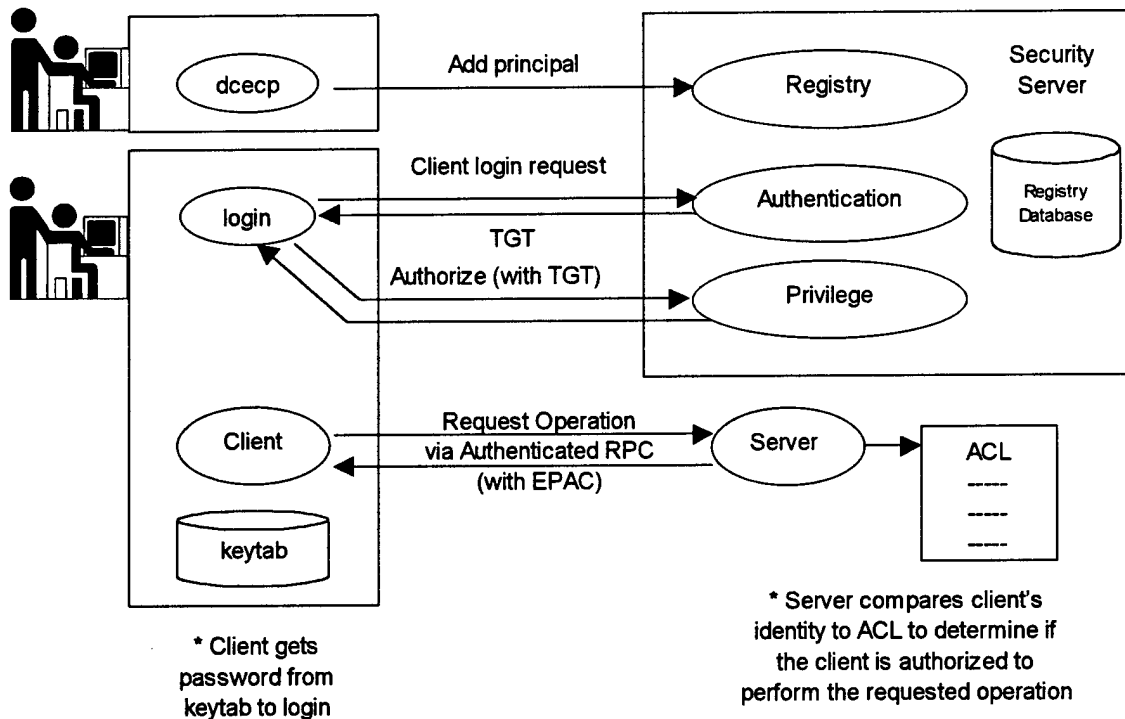 dcecp
Add principal
Registry
Security
Server
Client login request
login
Authentication
Registry
Database
TGT
Authorize (with TGT)
Privilege
Client
Request Operation
via Authenticated RPC
(with EPAC)
Server
ACL
-----
-----
-----
keytab
* Client gets
password from
keytab to login
* Server compares client's
identity to ACL to determine if
the client is authorized to
perform the requested operation